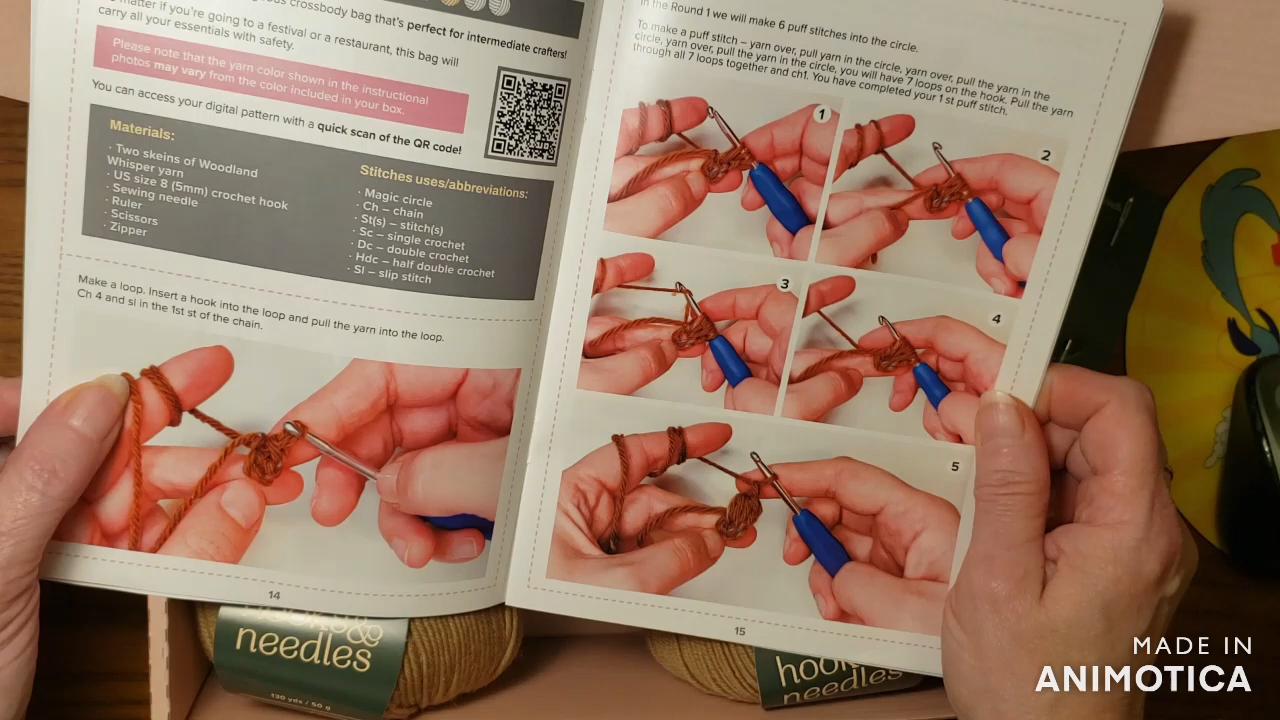 crossbody bag that's perfect for intermediate crafters!
matter if you're going to a festival or a restaurant, this bag will
carry all your essentials with safety.
Please note that the yarn color shown in the instructional
photos may vary from the color included in your box.
You can access your digital pattern with a quick scan of the QR code!
Materials:
· Two skeins of Woodland
Whisper yarn
· US size 8 (5mm) crochet hook
· Sewing needle
· Ruler
· Scissors
· Zipper
Stitches uses/abbreviations:
· Magic circle
· Ch – chain
· St(s) – stitch(s)
· Sc – single crochet
· Dc – double crochet
· Hdc – half double crochet
· Sl – slip stitch
Make a loop. Insert a hook into the loop and pull the yarn into the loop.
Ch 4 and sl in the 1st st of the chain.
14
In the Round 1 we will make 6 puff stitches into the circle.
To make a puff stitch – yarn over, pull yarn in the circle, yarn over, pull the yarn in the
circle, yarn over, pull the yarn in the circle, you will have 7 loops on the hook. Pull the yarn
through all 7 loops together and ch1. You have completed your 1st puff stitch.
1
2
3
4
5
15
hooks&
needles
130 yds / 50 g
needles
MADE IN
ANIMOTICA